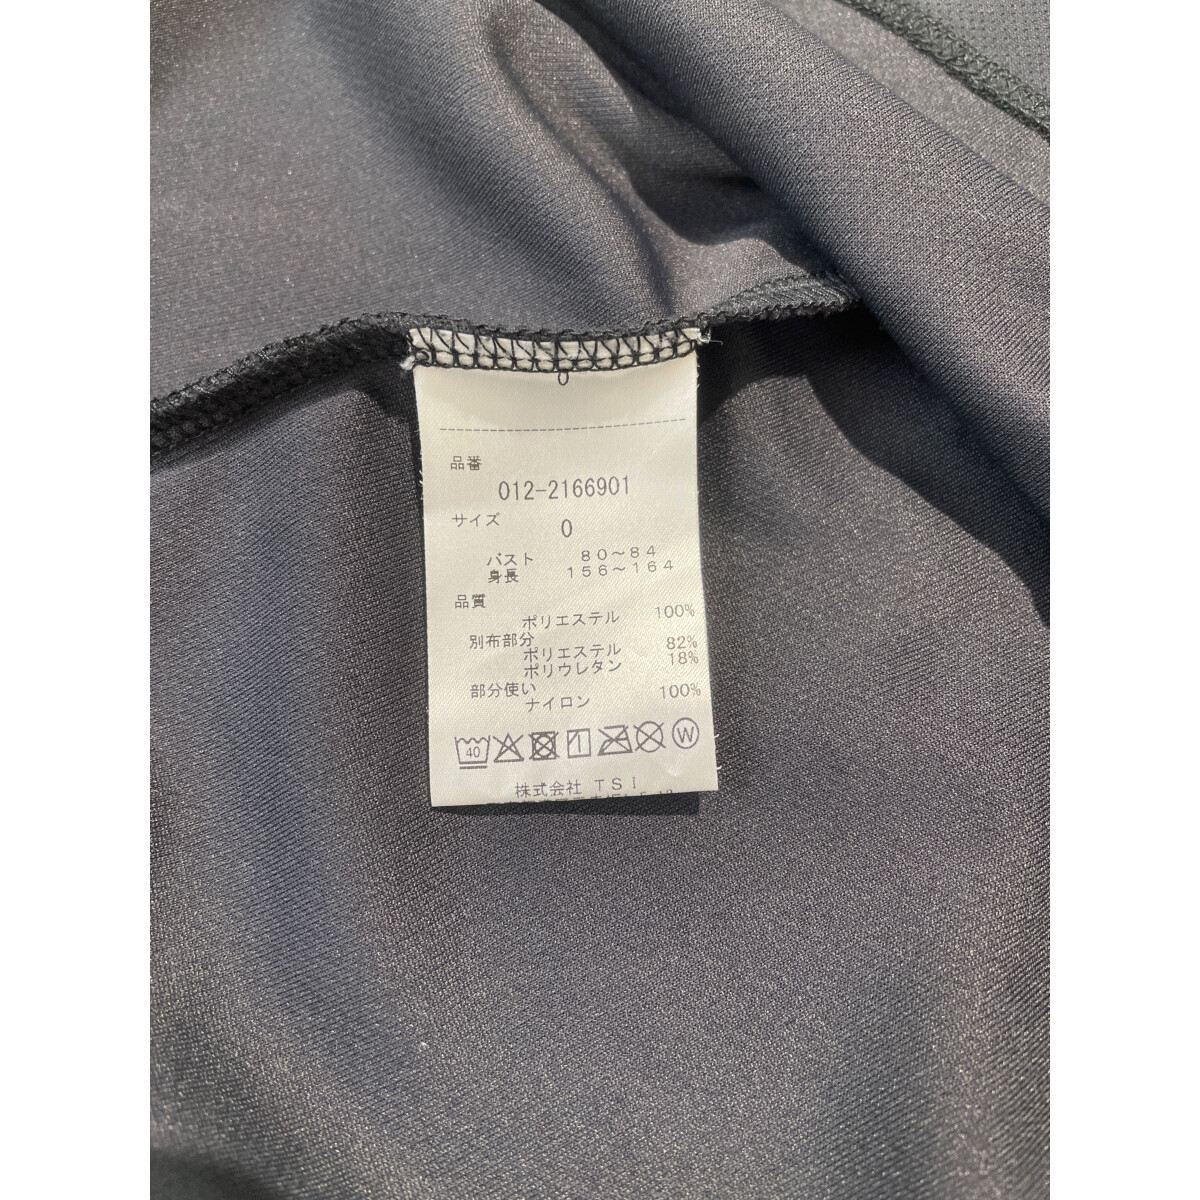 0
品番
012-2166901
サイズ
0
バスト 80～84
身長 156～164
品質
ポリエステル 100%
別布部分
ポリエステル 82%
ポリウレタン 18%
部分使い
ナイロン 100%
40 W
株式会社 TSI